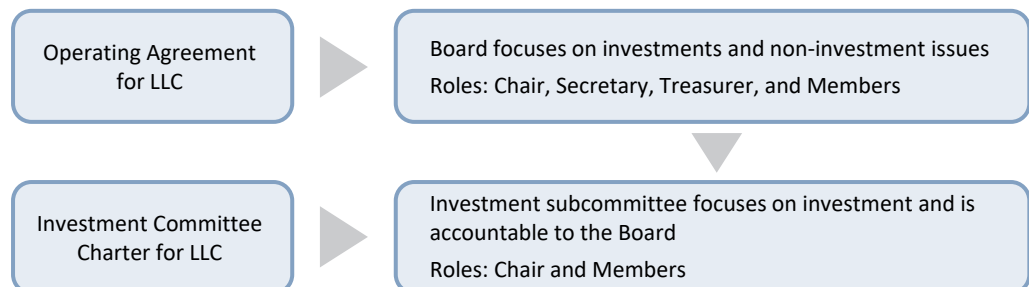 Operating Agreement
for LLC
Board focuses on investments and non-investment issues
Roles: Chair, Secretary, Treasurer, and Members
Investment Committee
Charter for LLC
Investment subcommittee focuses on investment and is
accountable to the Board
Roles: Chair and Members